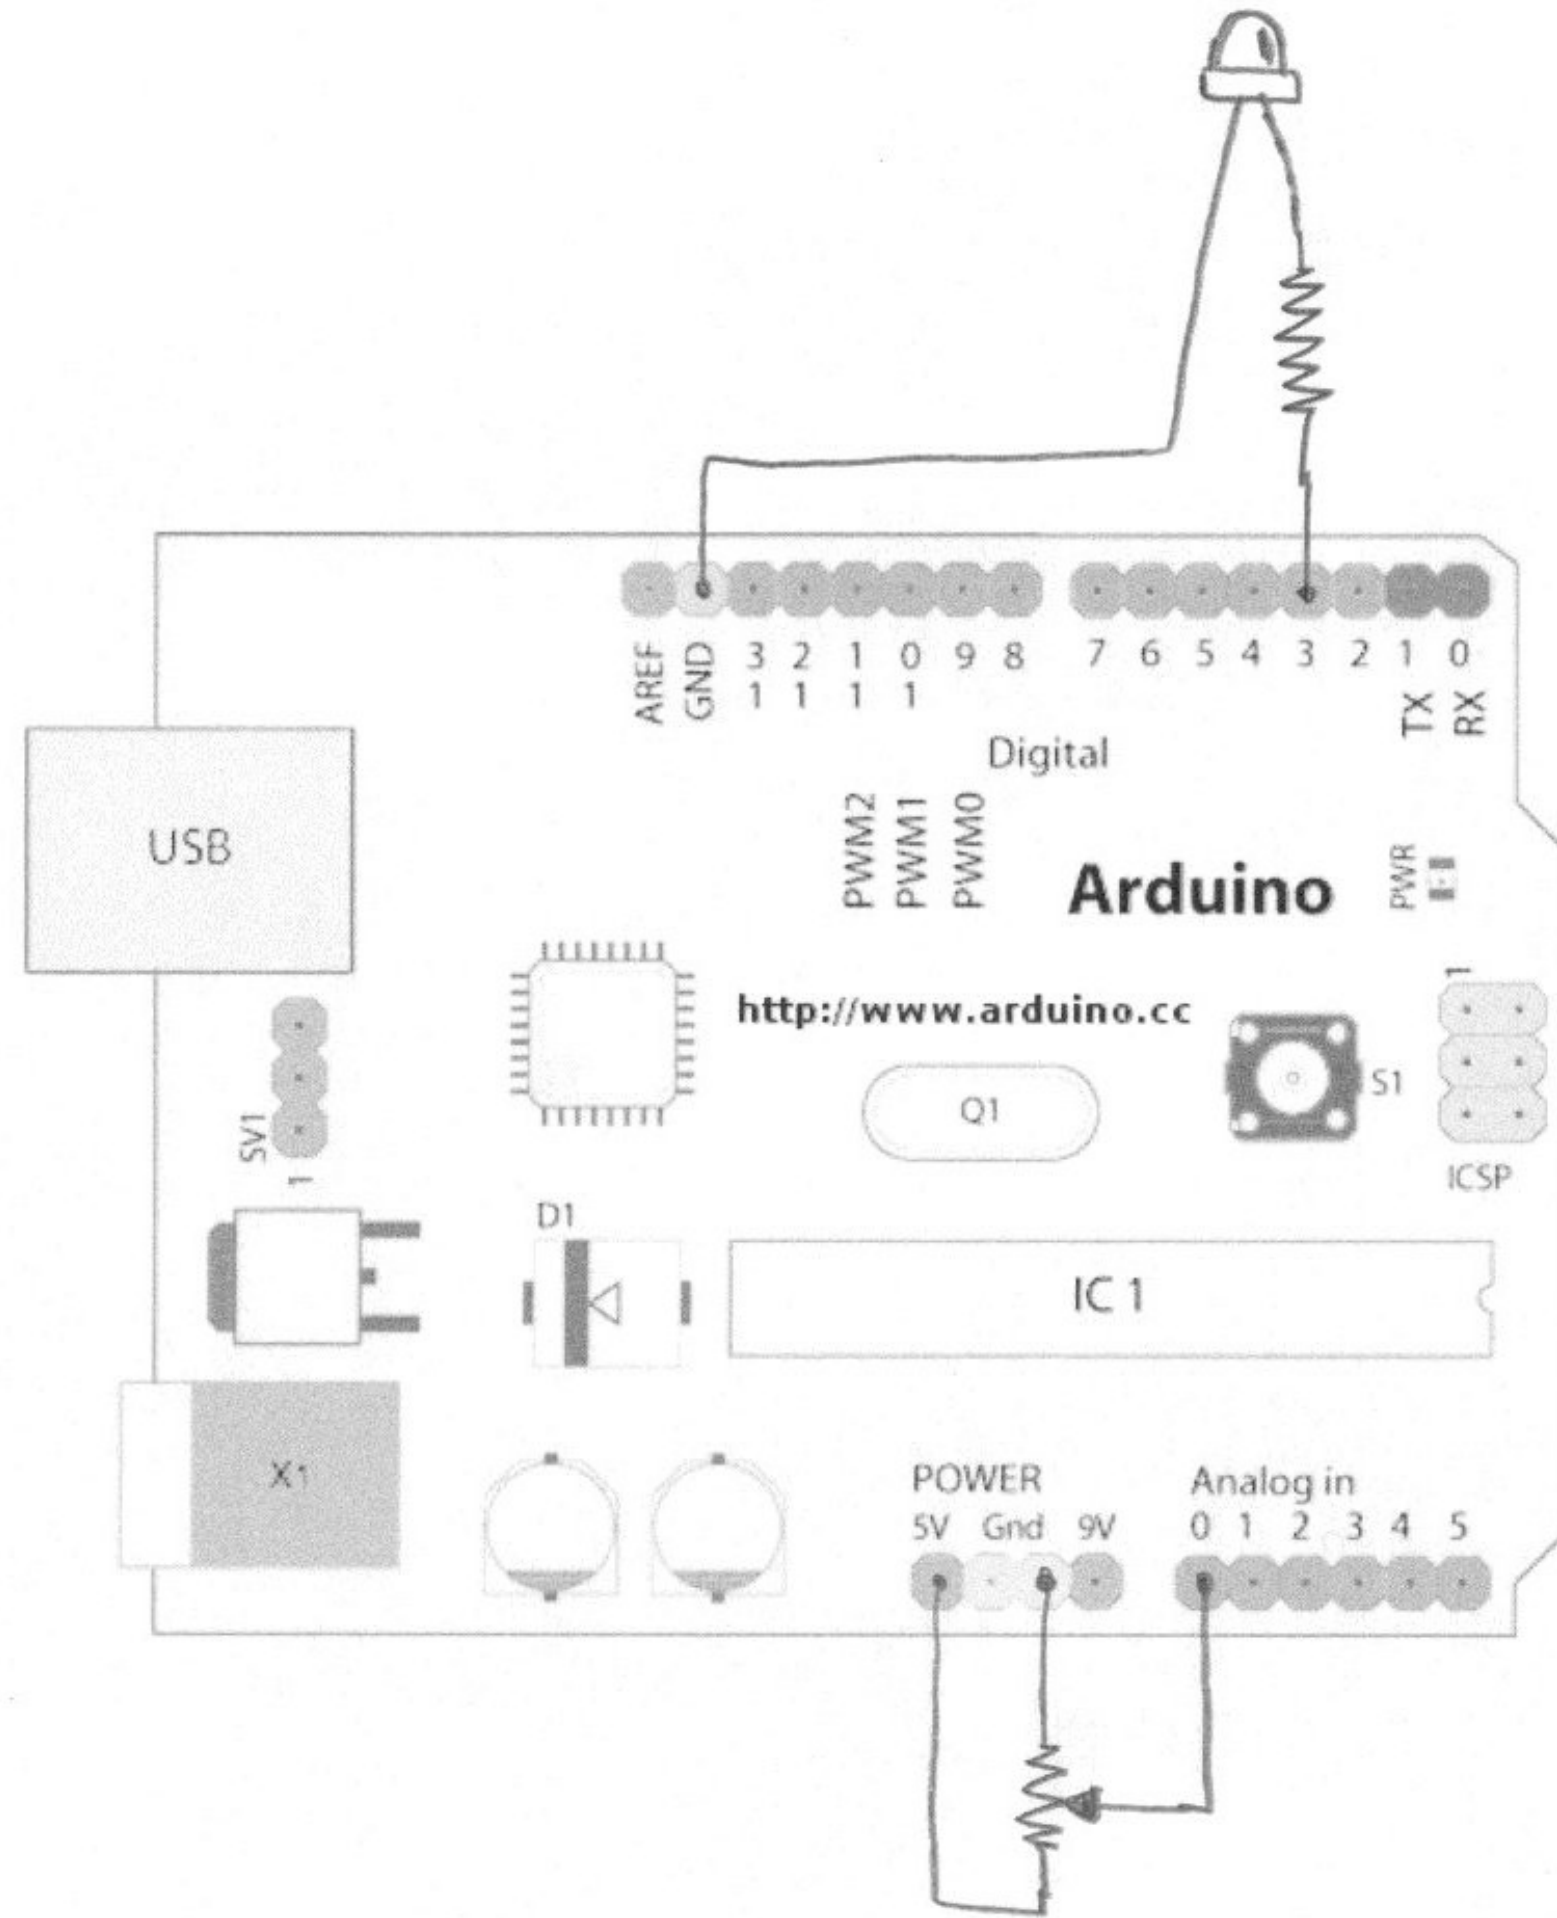 AREF GND 3 2 1 0 9 8 7 6 5 4 3 2 1 0
1 1 1 1 TX RX
Digital
USB
PWM2 PWM1 PWM0
Arduino
PWR
http://www.arduino.cc
1
SV1
1
Q1
S1
ICSP
D1
IC 1
X1
POWER
5V Gnd 9V
Analog in
0 1 2 3 4 5